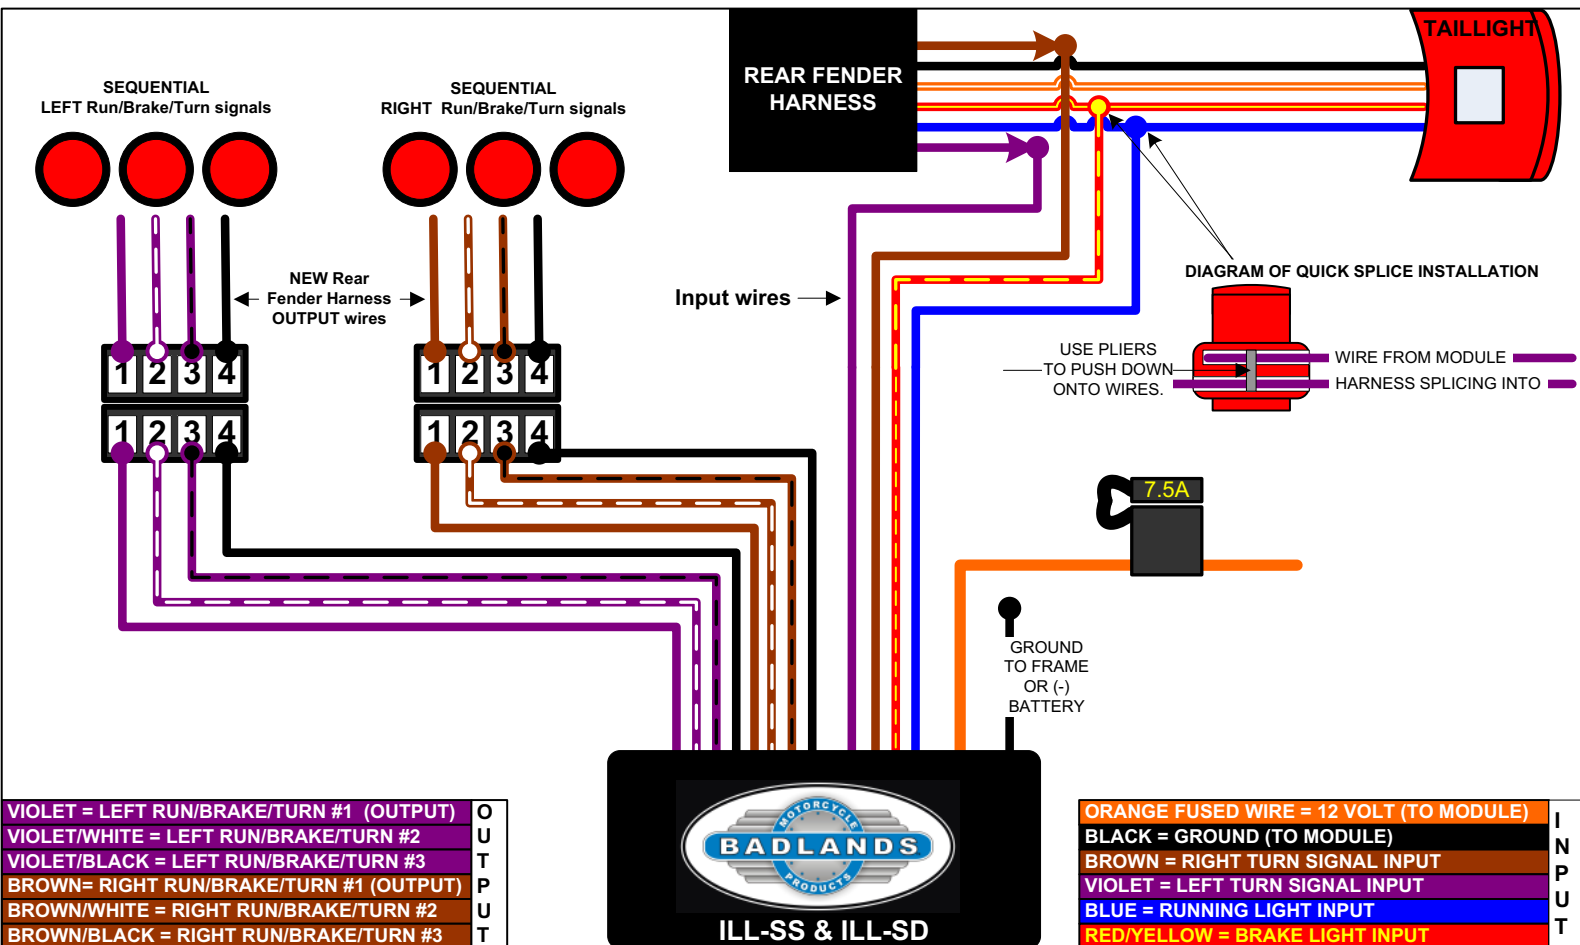 SEQUENTIAL
LEFT Run/Brake/Turn signals
SEQUENTIAL
RIGHT Run/Brake/Turn signals
REAR FENDER
HARNESS
TAILLIGHT
NEW Rear
Fender Harness
OUTPUT wires
Input wires
DIAGRAM OF QUICK SPLICE INSTALLATION
USE PLIERS
TO PUSH DOWN
ONTO WIRES.
WIRE FROM MODULE
HARNESS SPLICING INTO
1 2 3 4
1 2 3 4
1 2 3 4
1 2 3 4
7.5A
GROUND
TO FRAME
OR (-)
BATTERY
MOTORCYCLE
BADLANDS
PRODUCTS
ILL-SS & ILL-SD
VIOLET = LEFT RUN/BRAKE/TURN #1 (OUTPUT)
VIOLET/WHITE = LEFT RUN/BRAKE/TURN #2
VIOLET/BLACK = LEFT RUN/BRAKE/TURN #3
BROWN= RIGHT RUN/BRAKE/TURN #1 (OUTPUT)
BROWN/WHITE = RIGHT RUN/BRAKE/TURN #2
BROWN/BLACK = RIGHT RUN/BRAKE/TURN #3
OUTPUT
ORANGE FUSED WIRE = 12 VOLT (TO MODULE)
BLACK = GROUND (TO MODULE)
BROWN = RIGHT TURN SIGNAL INPUT
VIOLET = LEFT TURN SIGNAL INPUT
BLUE = RUNNING LIGHT INPUT
RED/YELLOW = BRAKE LIGHT INPUT
INPUT